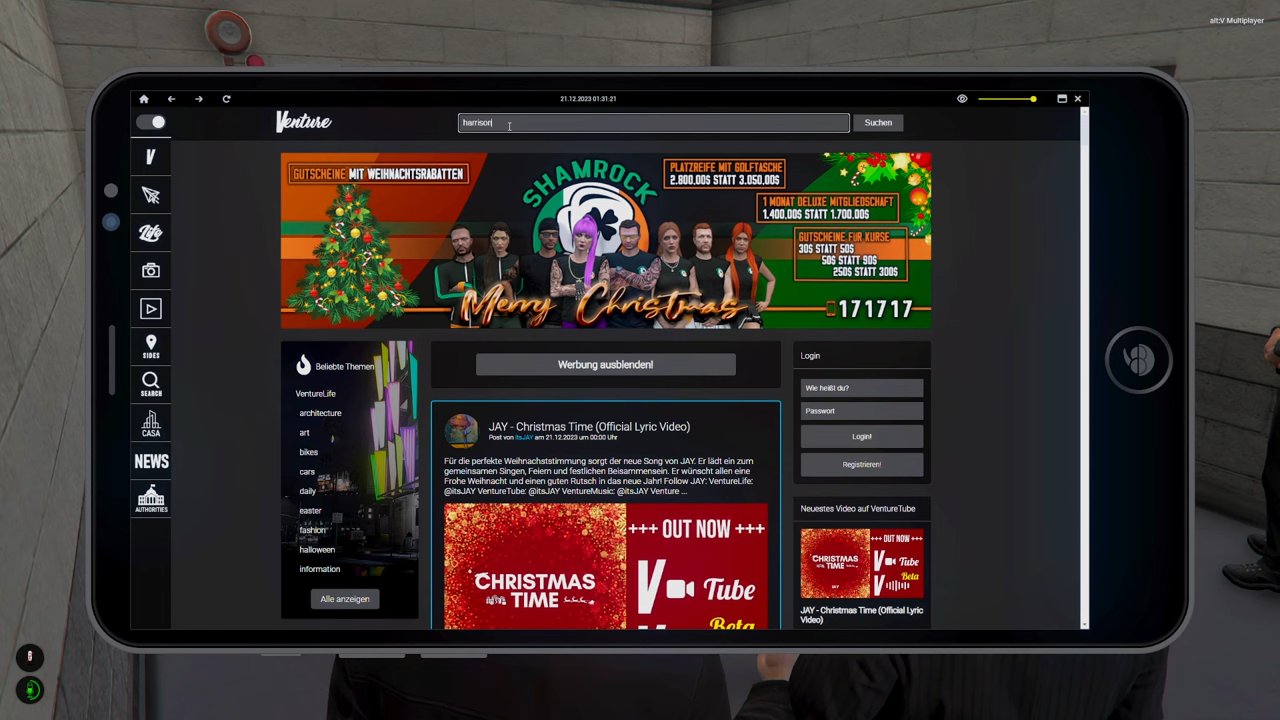 alt:V Multiplayer
21.12.2023 01:31:21
Venture
harrison
Suchen
V
Life
SIDES
SEARCH
CASA
NEWS
AUTHORITIES
GUTSCHEINE MIT WEIHNACHTSRABATTEN
SHAMROCK
PLATZREIFE MIT GOLFTASCHE
2.800,00$ STATT 3.050,00$
1 MONAT DELUXE MITGLIEDSCHAFT
1.400,00$ STATT 1.700,00$
GUTSCHEINE FÜR KURSE
30$ STATT 50$
50$ STATT 90$
250$ STATT 300$
Merry Christmas
171717
Beliebte Themen
VentureLife
architecture
art
bikes
cars
daily
easter
fashion
halloween
information
Alle anzeigen
Werbung ausblenden!
JAY - Christmas Time (Official Lyric Video)
Post von itsJAY am 21.12.2023 um 00:00 Uhr
Für die perfekte Weihnachtsstimmung sorgt der neue Song von JAY. Er lädt ein zum
gemeinsamen Singen, Feiern und festlichen Beisammensein. Er wünscht allen eine
Frohe Weihnacht und einen guten Rutsch in das neue Jahr! Follow JAY: VentureLife:
@itsJAY VentureTube: @itsJAY VentureMusic: @itsJAY Venture ...
CHRISTMAS
TIME
+++ OUT NOW +++
V Tube
Beta
Login
Wie heißt du?
Passwort
Login!
Registrieren!
Neuestes Video auf VentureTube
CHRISTMAS
TIME
JAY
+++ OUT NOW +++
V Tube
Beta
V
JAY - Christmas Time (Official Lyric
Video)